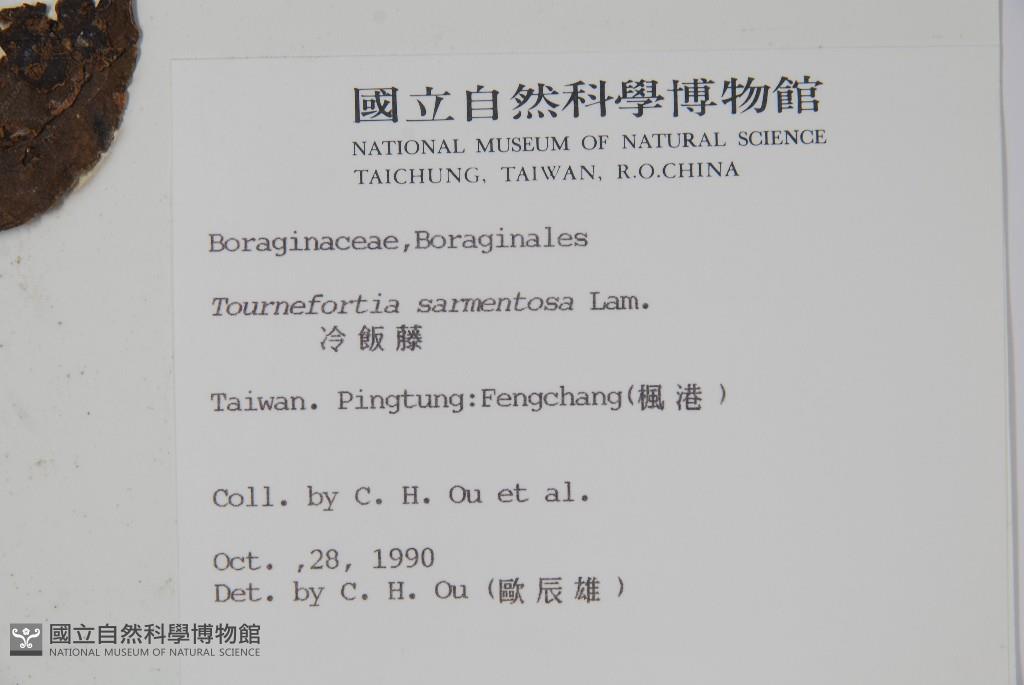 國立自然科學博物館
NATIONAL MUSEUM OF NATURAL SCIENCE
TAICHUNG, TAIWAN, R.O.CHINA
Boraginaceae,Boraginales
Tournefortia sarmentosa Lam.
冷飯藤
Taiwan. Pingtung:Fengchang(楓港)
Coll. by C. H. Ou et al.
Oct. ,28, 1990
Det. by C. H. Ou (歐辰雄)
國立自然科學博物館
NATIONAL MUSEUM OF NATURAL SCIENCE